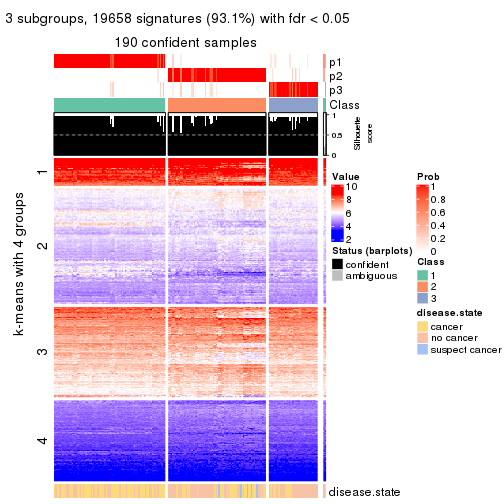 3 subgroups, 19658 signatures (93.1%) with fdr < 0.05
190 confident samples
p1
p2
p3
Class
1
0.5
0
Silhouette
score
k-means with 4 groups
1
2
3
4
disease.state
Value
10
8
6
4
2
Status (barplots)
confident
ambiguous
Prob
1
0.8
0.6
0.4
0.2
0
Class
1
2
3
disease.state
cancer
no cancer
suspect cancer